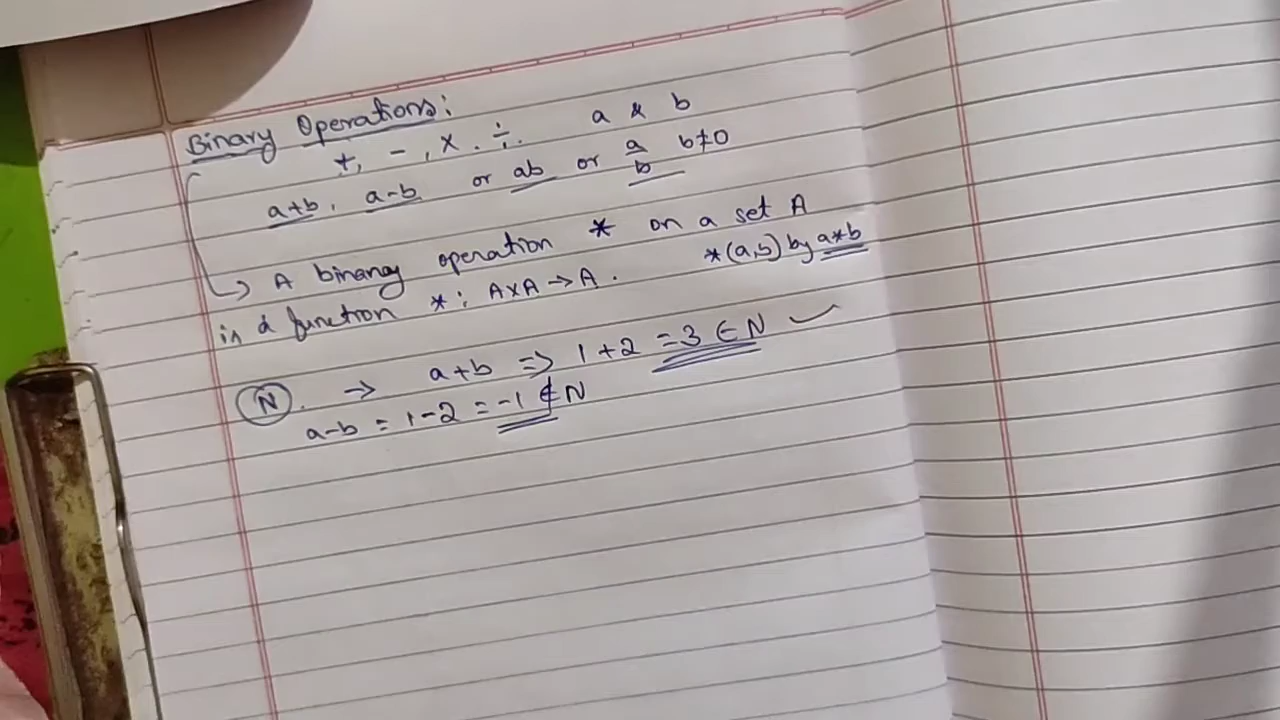 Binary Operations:
+, -, x. ÷. a & b
a+b, a-b or ab or a/b b≠0
→ A binary operation * on a set A
is a function *: AxA→A. *(a,b) by a*b
N. → a+b => 1+2 = 3 ∈ N ✓
a-b = 1-2 = -1 ∉ N